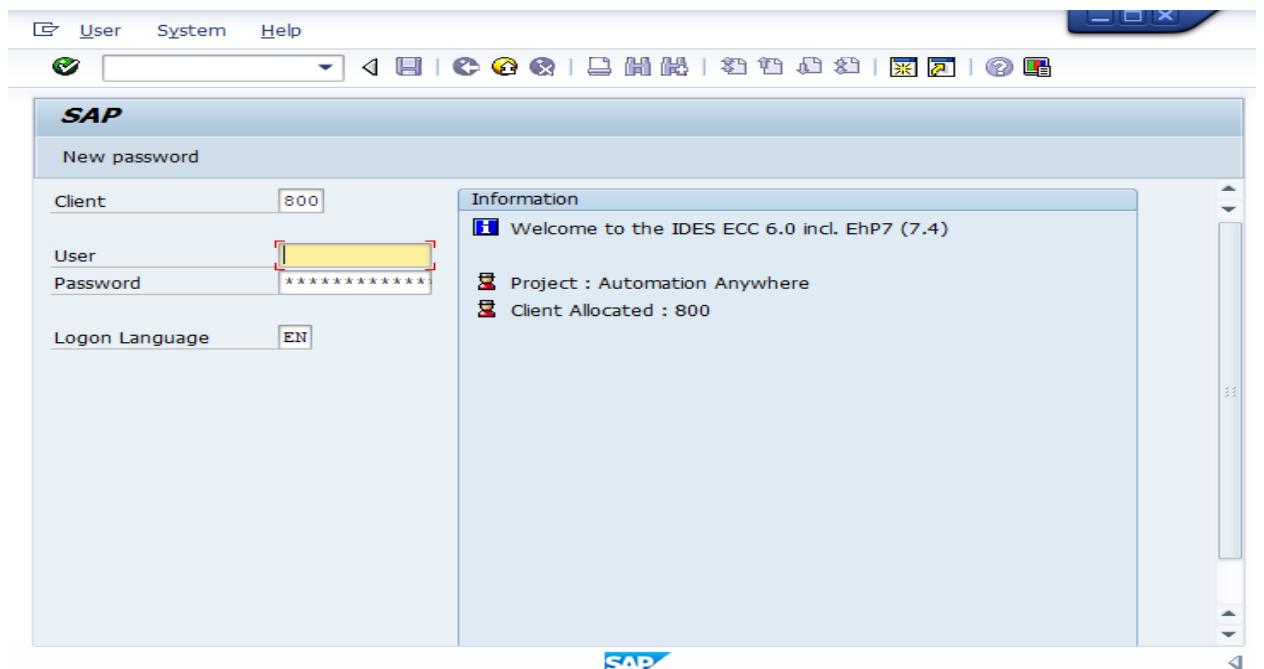 User System Help
SAP
New password
Client 800
User
Password ************
Logon Language EN
Information
Welcome to the IDES ECC 6.0 incl. EhP7 (7.4)
Project : Automation Anywhere
Client Allocated : 800
SAP